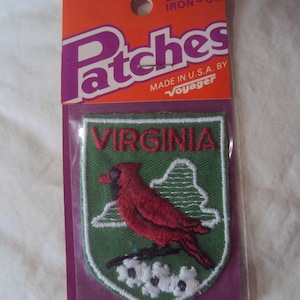 IRON-ON
Patches
MADE IN U.S.A. BY
Voyager
VIRGINIA